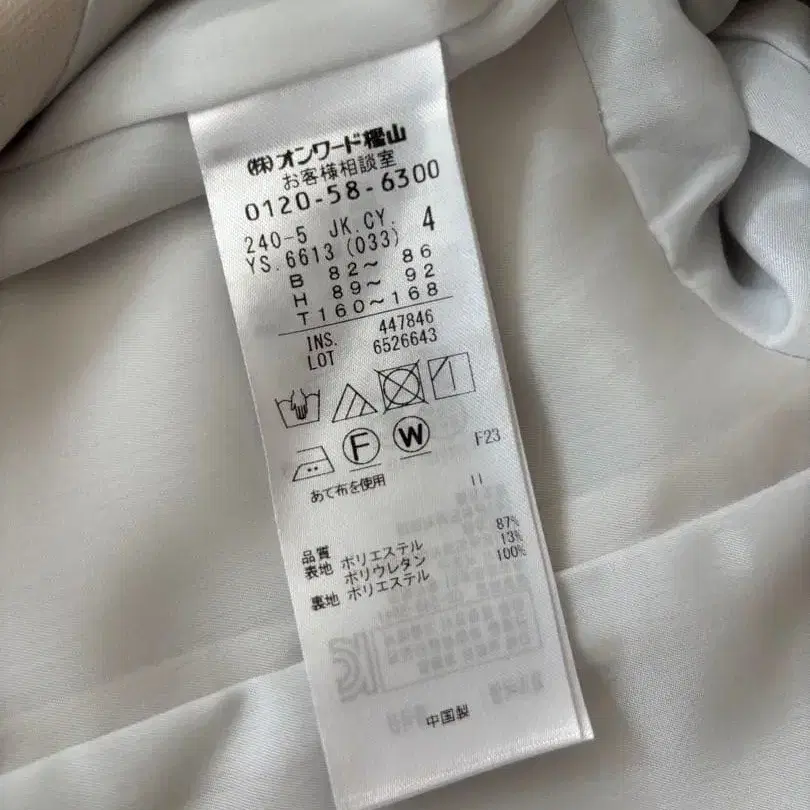 ㈱オンワード樫山
お客様相談室
0120-58-6300
240-5 JK.CY. 4
YS.6613 (033)
B 82～ 86
H 89～ 92
T 160～168
INS. 447846
LOT 6526643
F W F23
あて布を使用 11
品質
表地 ポリエステル 87%
ポリウレタン 13%
裏地 ポリエステル 100%
中国製